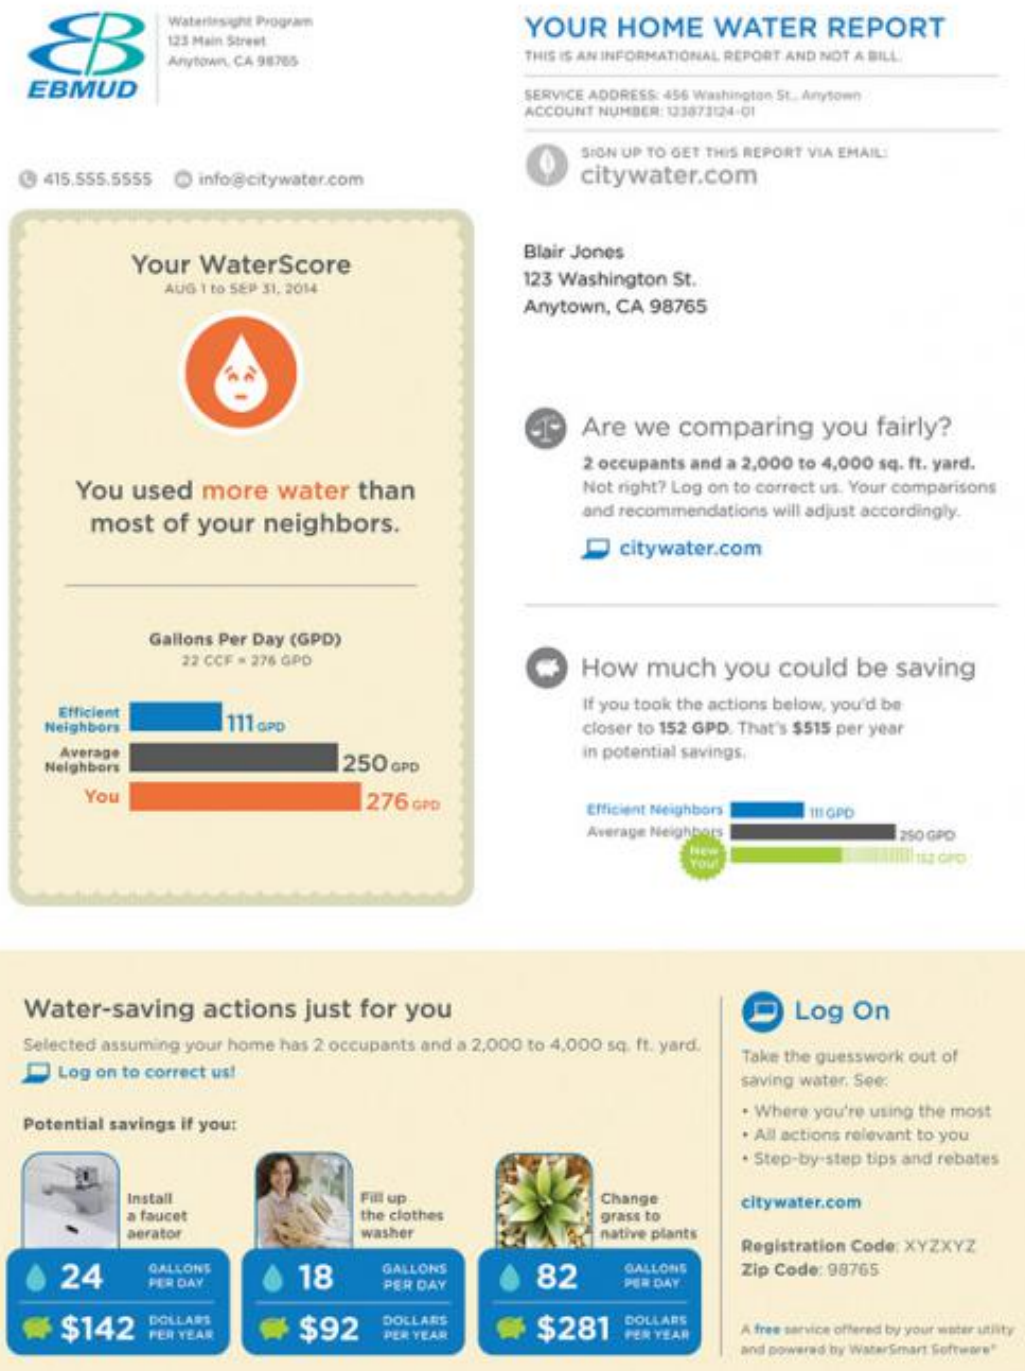 EBMUD
WaterInsight Program
123 Main Street
Anytown, CA 98765
415.555.5555 info@citywater.com
YOUR HOME WATER REPORT
THIS IS AN INFORMATIONAL REPORT AND NOT A BILL.
SERVICE ADDRESS: 456 Washington St., Anytown
ACCOUNT NUMBER: 123873124-01
SIGN UP TO GET THIS REPORT VIA EMAIL:
citywater.com
Blair Jones
123 Washington St.
Anytown, CA 98765
Your WaterScore
AUG 1 to SEP 31, 2014
You used more water than
most of your neighbors.
Gallons Per Day (GPD)
22 CCF = 276 GPD
Efficient
Neighbors
111 GPD
Average
Neighbors
250 GPD
You
276 GPD
Are we comparing you fairly?
2 occupants and a 2,000 to 4,000 sq. ft. yard.
Not right? Log on to correct us. Your comparisons
and recommendations will adjust accordingly.
citywater.com
How much you could be saving
If you took the actions below, you'd be
closer to 152 GPD. That's $515 per year
in potential savings.
Efficient Neighbors 111 GPD
Average Neighbors 250 GPD
New
You!
152 GPD
Water-saving actions just for you
Selected assuming your home has 2 occupants and a 2,000 to 4,000 sq. ft. yard.
Log on to correct us!
Potential savings if you:
Install
a faucet
aerator
24 GALLONS
PER DAY
$142 DOLLARS
PER YEAR
Fill up
the clothes
washer
18 GALLONS
PER DAY
$92 DOLLARS
PER YEAR
Change
grass to
native plants
82 GALLONS
PER DAY
$281 DOLLARS
PER YEAR
Log On
Take the guesswork out of
saving water. See:
• Where you're using the most
• All actions relevant to you
• Step-by-step tips and rebates
citywater.com
Registration Code: XYZXYZ
Zip Code: 98765
A free service offered by your water utility
and powered by WaterSmart Software®